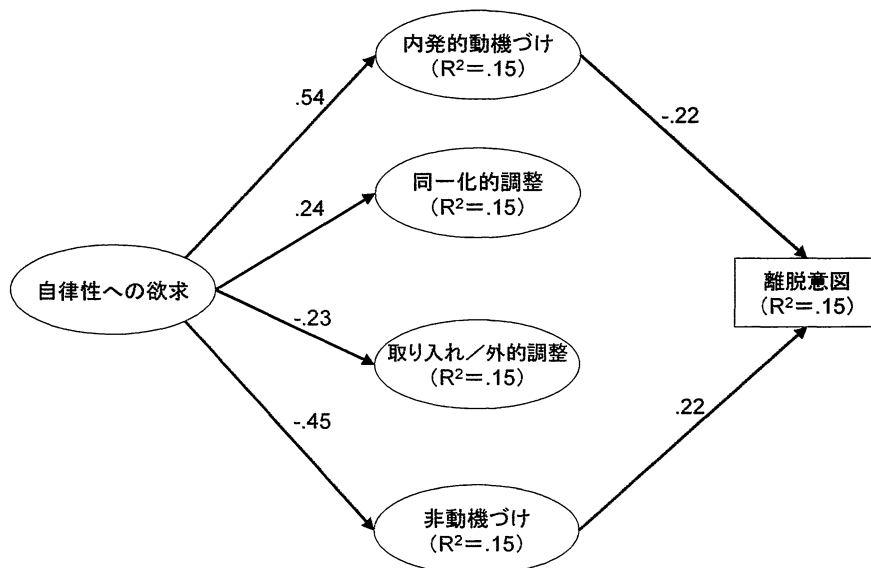 内発的動機づけ
(R²=.15)
.54
-.22
同一化的調整
(R²=.15)
.24
自律性への欲求
離脱意図
(R²=.15)
-.23
取り入れ/外的調整
(R²=.15)
-.45
.22
非動機づけ
(R²=.15)